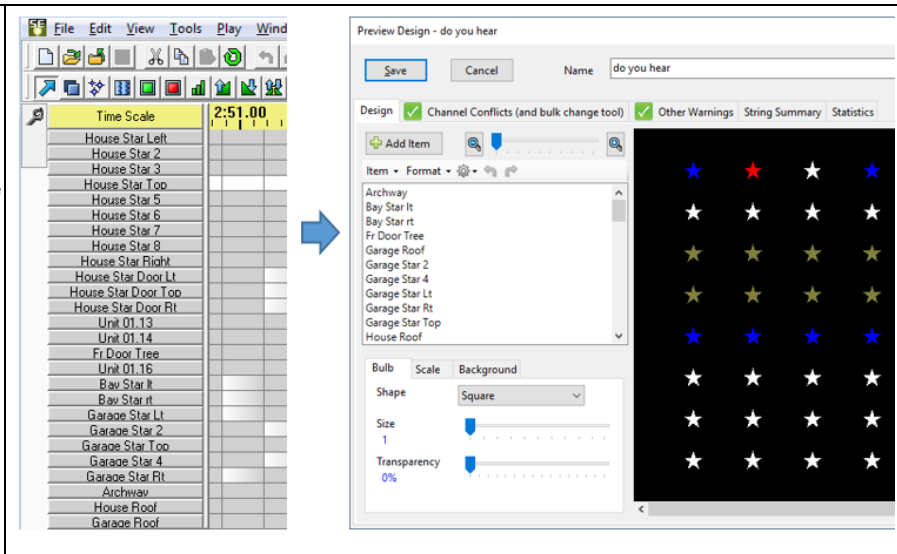 File Edit View Tools Play Wind
Time Scale
2:51.00
House Star Left
House Star 2
House Star 3
House Star Top
House Star 5
House Star 6
House Star 7
House Star 8
House Star Right
House Star Door Lt
House Star Door Top
House Star Door Rt
Unit 01.13
Unit 01.14
Fr Door Tree
Unit 01.16
Bay Star lt
Bay Star rt
Garage Star Lt
Garage Star 2
Garage Star Top
Garage Star 4
Garage Star Rt
Archway
House Roof
Garage Roof
Preview Design - do you hear
Save Cancel Name do you hear
Design Channel Conflicts (and bulk change tool) Other Warnings String Summary Statistics
Add Item
Item Format
Archway
Bay Star lt
Bay Star rt
Fr Door Tree
Garage Roof
Garage Star 2
Garage Star 4
Garage Star Lt
Garage Star Rt
Garage Star Top
House Roof
Bulb Scale Background
Shape Square
Size
1
Transparency
0%